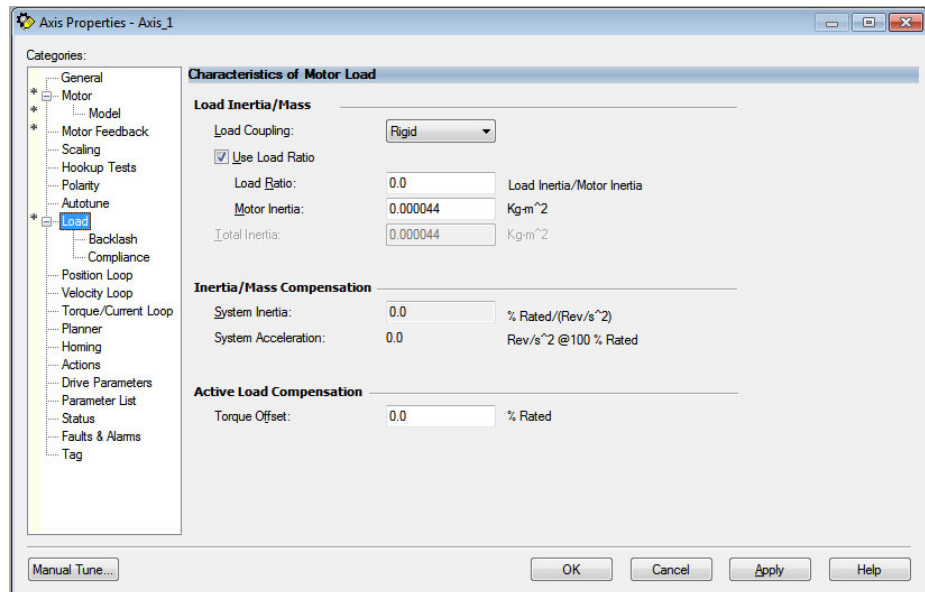 Axis Properties - Axis_1
Categories:
General
* Motor
* Model
* Motor Feedback
Scaling
Hookup Tests
Polarity
Autotune
* Load
Backlash
Compliance
Position Loop
Velocity Loop
Torque/Current Loop
Planner
Homing
Actions
Drive Parameters
Parameter List
Status
Faults & Alarms
Tag
Characteristics of Motor Load
Load Inertia/Mass
Load Coupling: Rigid
Use Load Ratio
Load Ratio: 0.0 Load Inertia/Motor Inertia
Motor Inertia: 0.000044 Kg-m^2
Total Inertia: 0.000044 Kg-m^2
Inertia/Mass Compensation
System Inertia: 0.0 % Rated/(Rev/s^2)
System Acceleration: 0.0 Rev/s^2 @100 % Rated
Active Load Compensation
Torque Offset: 0.0 % Rated
Manual Tune... OK Cancel Apply Help